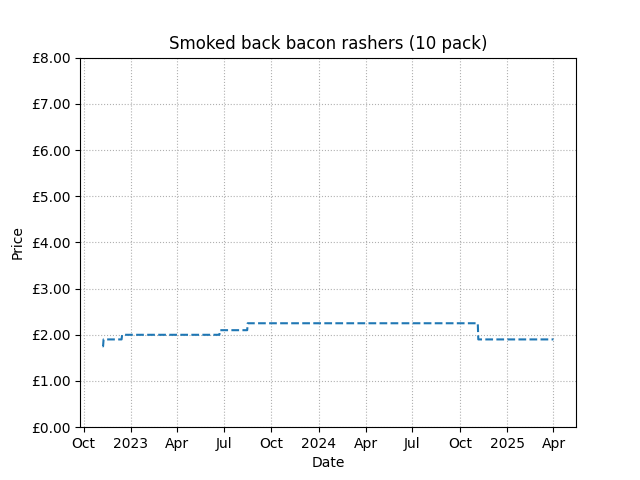 Smoked back bacon rashers (10 pack)
£8.00
£7.00
£6.00
£5.00
£4.00
£3.00
£2.00
£1.00
£0.00
Price
Oct 2023 Apr Jul Oct 2024 Apr Jul Oct 2025 Apr
Date